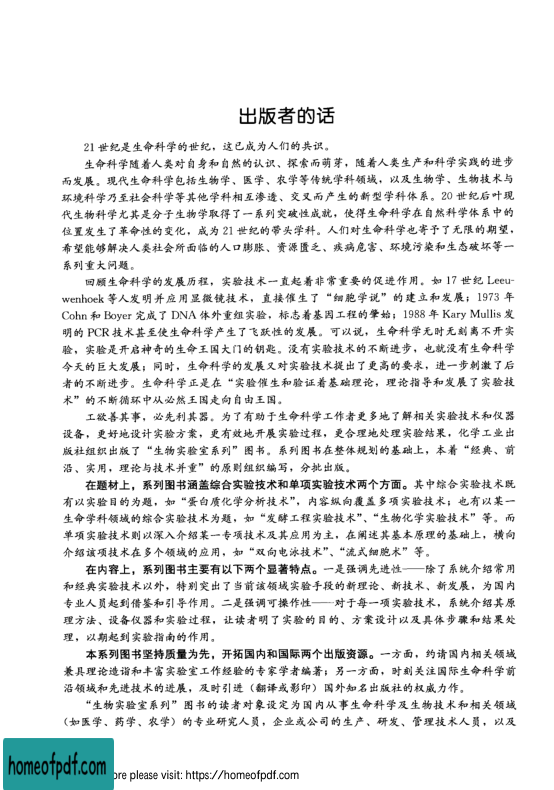 出版者的话
21 世纪是生命科学的世纪，这已成为人们的共识。
生命科学随着人类对自身和自然的认识、探索而萌芽，随着人类生产和科学实践的进步
而发展。现代生命科学包括生物学、医学、农学等传统学科领域，以及生物学、生物技术与
环境科学乃至社会科学等其他学科相互渗透、交叉而产生的新型学科体系。20 世纪后叶现
代生物科学尤其是分子生物学取得了一系列突破性成就，使得生命科学在自然科学体系中的
位置发生了革命性的变化，成为 21 世纪的带头学科。人们对生命科学也寄予了无限的期望，
希望能够解决人类社会所面临的人口膨胀、资源匮乏、疾病危害、环境污染和生态破坏等一
系列重大问题。
回顾生命科学的发展历程，实验技术一直起着非常重要的促进作用。如 17 世纪 Leeu-
wenhoek 等人发明并应用显微镜技术，直接催生了“细胞学说”的建立和发展；1973 年
Cohn 和 Boyer 完成了 DNA 体外重组实验，标志着基因工程的肇始；1988 年 Kary Mullis 发
明的 PCR 技术甚至使生命科学产生了飞跃性的发展。可以说，生命科学无时无刻离不开实
验，实验是开启神奇的生命王国大门的钥匙。没有实验技术的不断进步，也就没有生命科学
今天的巨大发展；同时，生命科学的发展又对实验技术提出了更高的要求，进一步刺激了后
者的不断进步。生命科学正是在“实验催生和验证着基础理论，理论指导和发展了实验技
术”的不断循环中从必然王国走向自由王国。
工欲善其事，必先利其器。为了有助于生命科学工作者更多地了解相关实验技术和仪器
设备，更好地设计实验方案，更有效地开展实验过程，更合理地处理实验结果，化学工业出
版社组织出版了“生物实验室系列”图书。系列图书在整体规划的基础上，本着“经典、前
沿、实用，理论与技术并重”的原则组织编写，分批出版。
在题材上，系列图书涵盖综合实验技术和单项实验技术两个方面。其中综合实验技术既
有以实验目的为题，如“蛋白质化学分析技术”，内容纵向覆盖多项实验技术；也有以某一
生命学科领域的综合实验技术为题，如“发酵工程实验技术”、“生物化学实验技术”等。而
单项实验技术则以深入介绍某一专项技术及其应用为主，在阐述其基本原理的基础上，横向
介绍该项技术在多个领域的应用，如“双向电泳技术”、“流式细胞术”等。
在内容上，系列图书主要有以下两个显著特点。一是强调先进性——除了系统介绍常用
和经典实验技术以外，特别突出了当前该领域实验手段的新理论、新技术、新发展，为国内
专业人员起到借鉴和引导作用。二是强调可操作性——对于每一项实验技术，系统介绍其原
理方法、设备仪器和实验过程，让读者明了实验的目的、方案设计以及具体步骤和结果处
理，以期起到实验指南的作用。
本系列图书坚持质量为先，开拓国内和国际两个出版资源。一方面，约请国内相关领域
兼具理论造诣和丰富实验室工作经验的专家学者编著；另一方面，时刻关注国际生命科学前
沿领域和先进技术的进展，及时引进（翻译或影印）国外知名出版社的权威力作。
“生物实验室系列”图书的读者对象设定为国内从事生命科学及生物技术和相关领域
（如医学、药学、农学）的专业研究人员，企业或公司的生产、研发、管理技术人员，以及
homeofpdf.com
ore please visit: https://homeofpdf.com